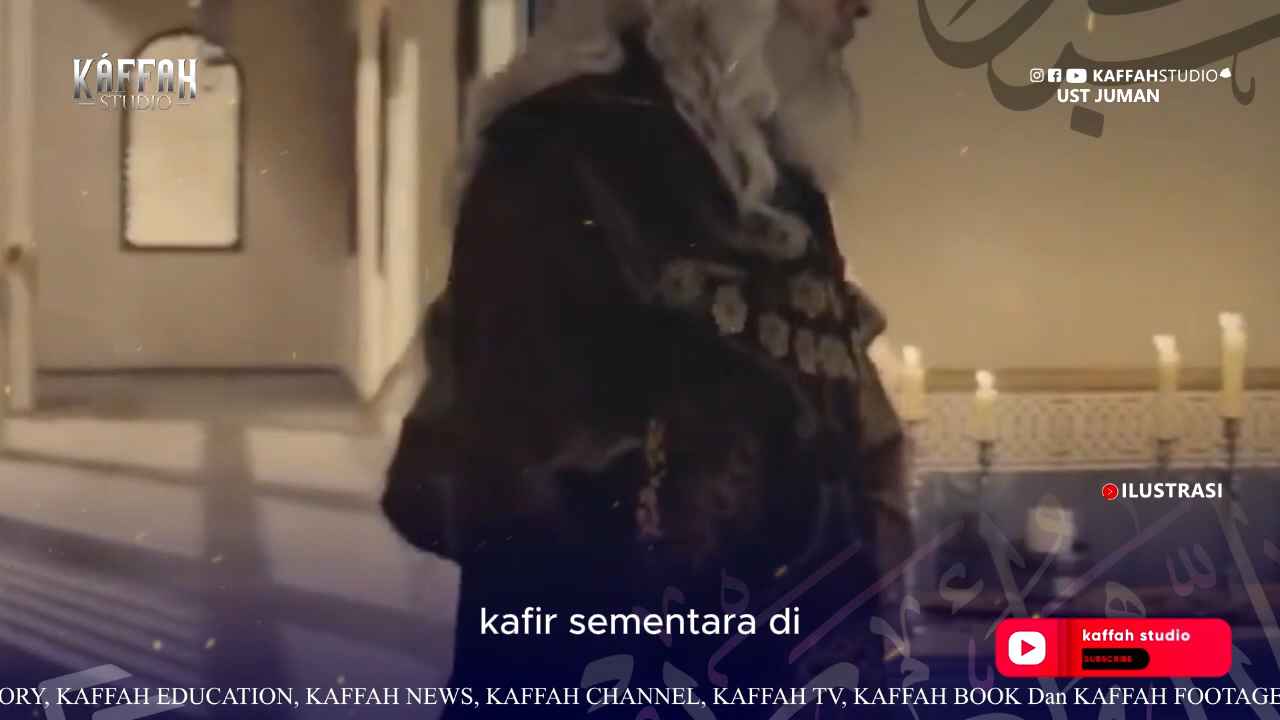 KÁFFAH
STUDIO
KAFFAHSTUDIO
UST JUMAN
ILUSTRASI
kafir sementara di
kaffah studio
SUBSCRIBE
ORY, KAFFAH EDUCATION, KAFFAH NEWS, KAFFAH CHANNEL, KAFFAH TV, KAFFAH BOOK Dan KAFFAH FOOTAGE